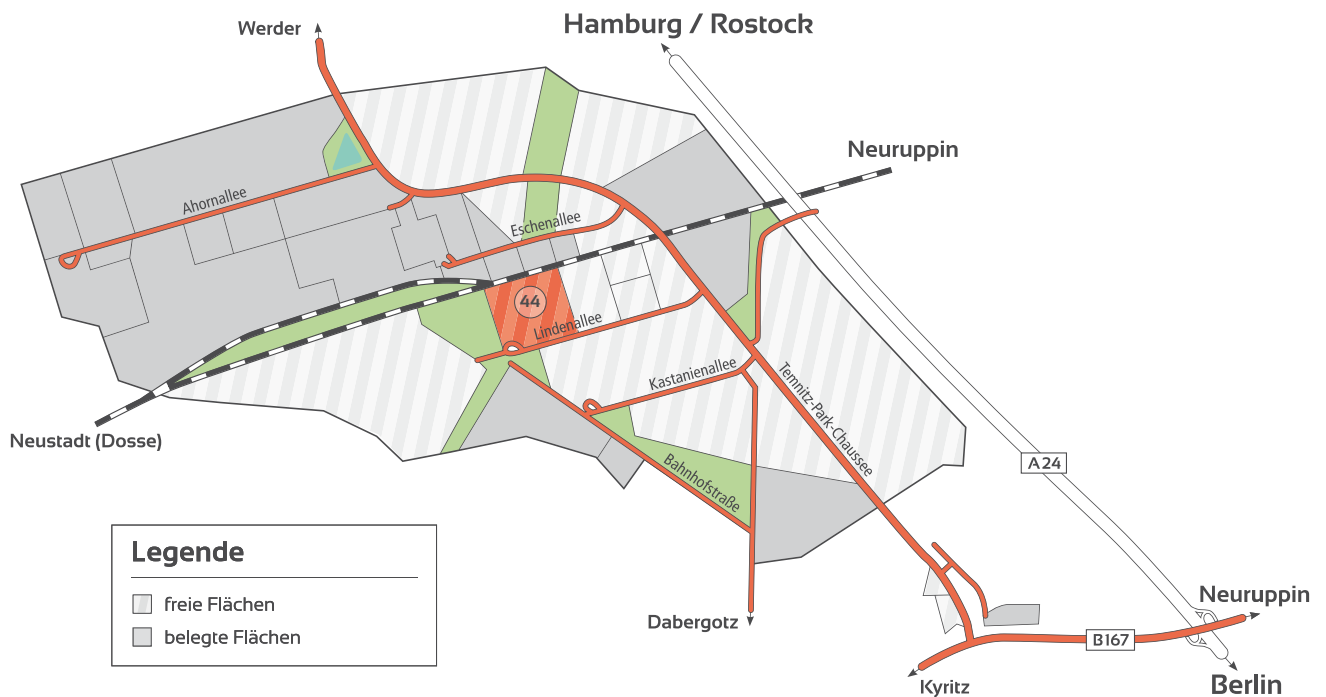 Hamburg / Rostock
Werder
Neuruppin
Ahornallee
Eschenallee
44
Lindenallee
Kastanienallee
Temnitz-Park-Chaussee
Neustadt (Dosse)
Bahnhofstraße
A 24
Legende
freie Flächen
belegte Flächen
Dabergotz
Neuruppin
B167
Kyritz
Berlin